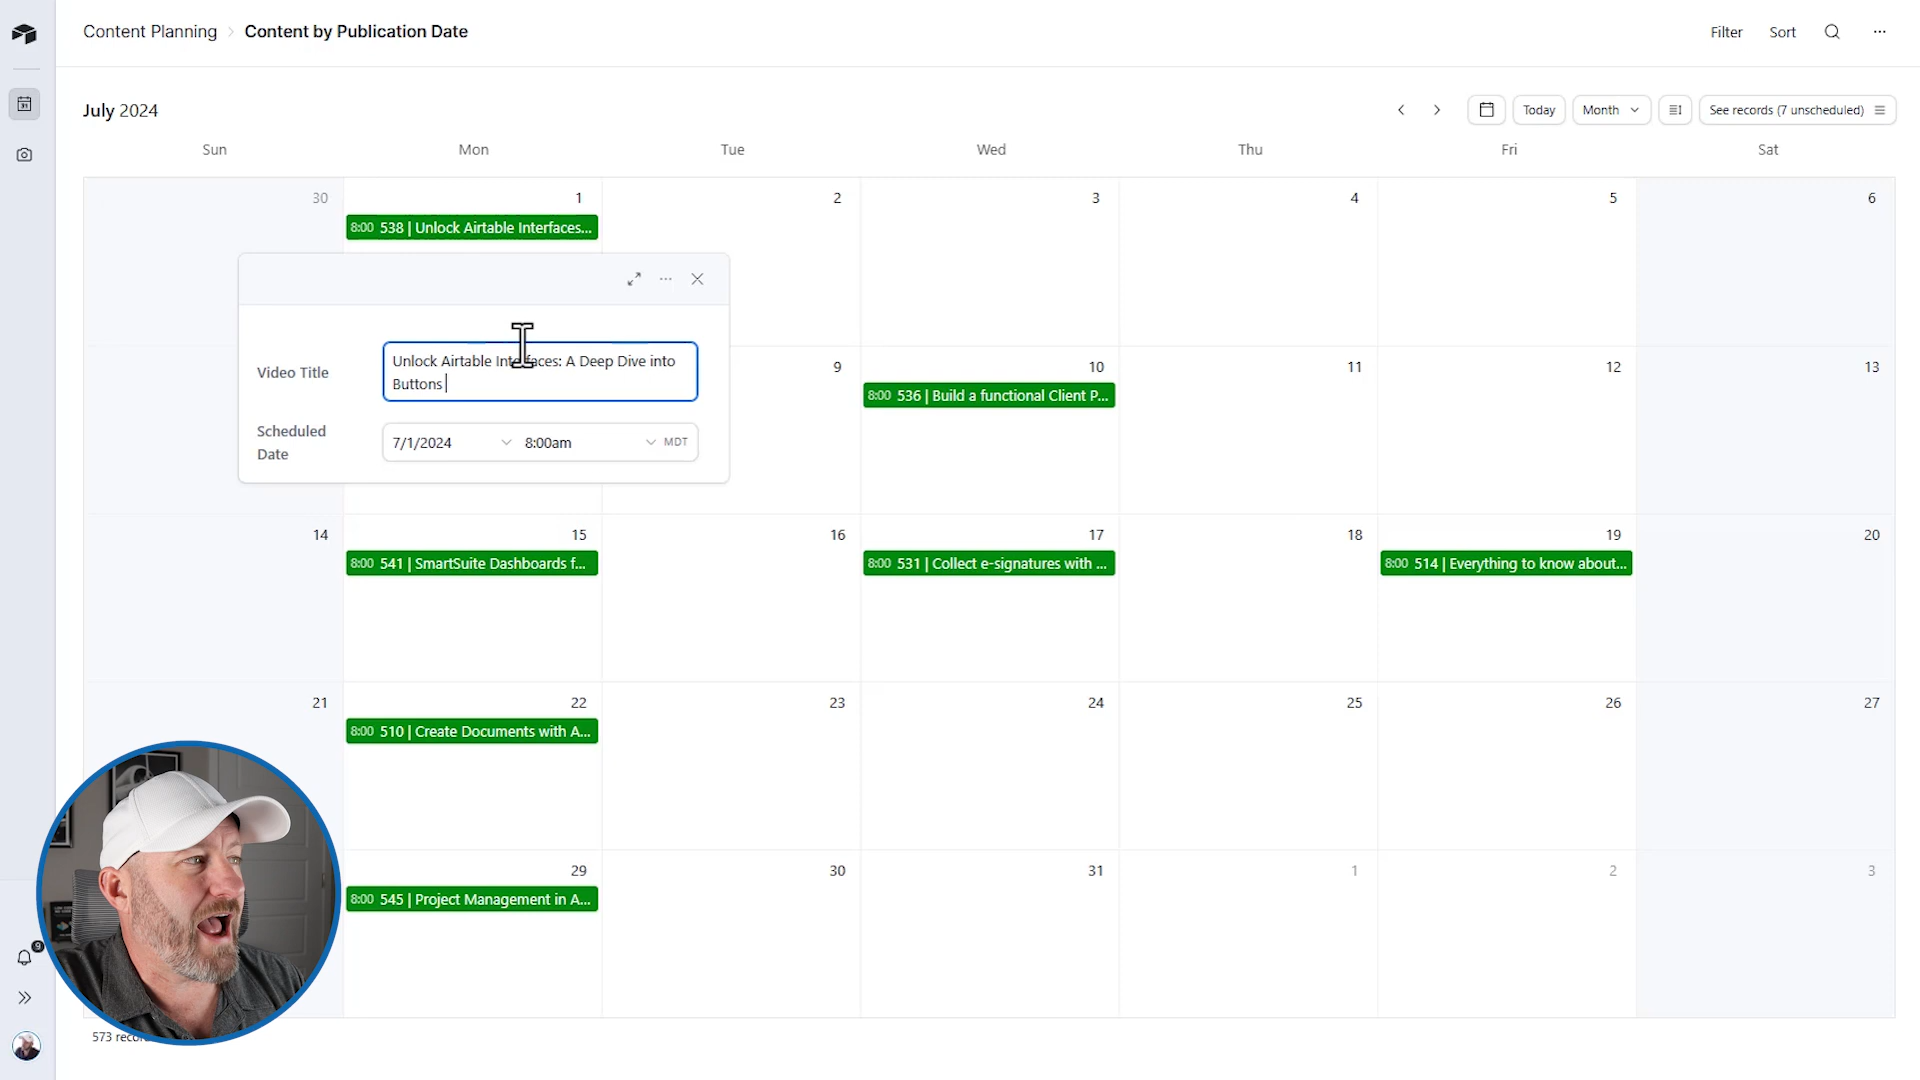 Content Planning > Content by Publication Date
Filter
Sort
July 2024
31
Today
Month
See records (7 unscheduled)
Sun Mon Tue Wed Thu Fri Sat
30 1 2 3 4 5 6
8:00 538 | Unlock Airtable Interfaces...
Video Title
Unlock Airtable Interfaces: A Deep Dive into
Buttons
Scheduled
Date
7/1/2024 8:00am MDT
9 10 11 12 13
8:00 536 | Build a functional Client P...
14 15 16 17 18 19 20
8:00 541 | SmartSuite Dashboards f...
8:00 531 | Collect e-signatures with ...
8:00 514 | Everything to know about...
21 22 23 24 25 26 27
8:00 510 | Create Documents with A...
29 30 31 1 2 3
8:00 545 | Project Management in A...
9
573